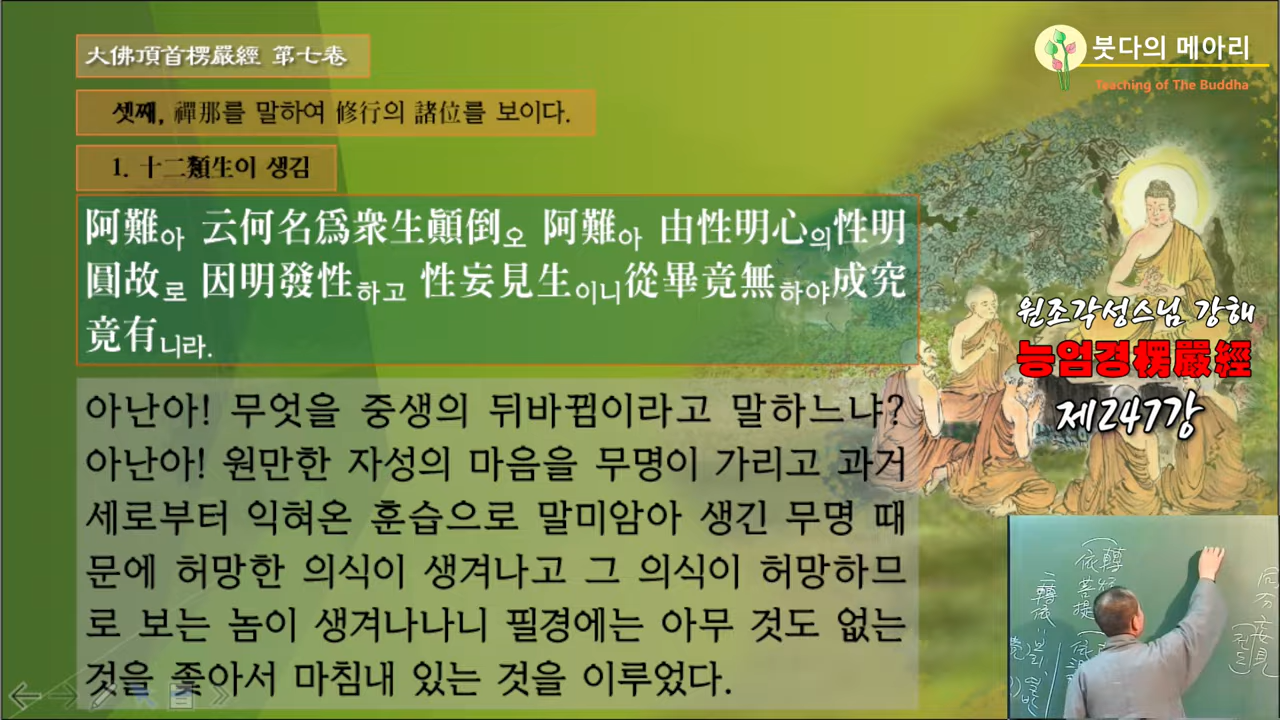 大佛頂首楞嚴經 第七卷
셋째, 禪那를 말하여 修行의 諸位를 보이다.
1. 十二類生이 생김
阿難아 云何名爲衆生顚倒오 阿難아 由性明心의性明
圓故로 因明發性하고 性妄見生이니從畢竟無하야成究
竟有니라.
아난아! 무엇을 중생의 뒤바뀜이라고 말하느냐?
아난아! 원만한 자성의 마음을 무명이 가리고 과거
세로부터 익혀온 훈습으로 말미암아 생긴 무명 때
문에 허망한 의식이 생겨나고 그 의식이 허망하므
로 보는 놈이 생겨나나니 필경에는 아무 것도 없는
것을 좇아서 마침내 있는 것을 이루었다.
붓다의 메아리
Teaching of The Buddha
원조각성스님 강해
능엄경楞嚴經
제247강
轉
依
菩
提
二
轉
依
同
分
妄
見